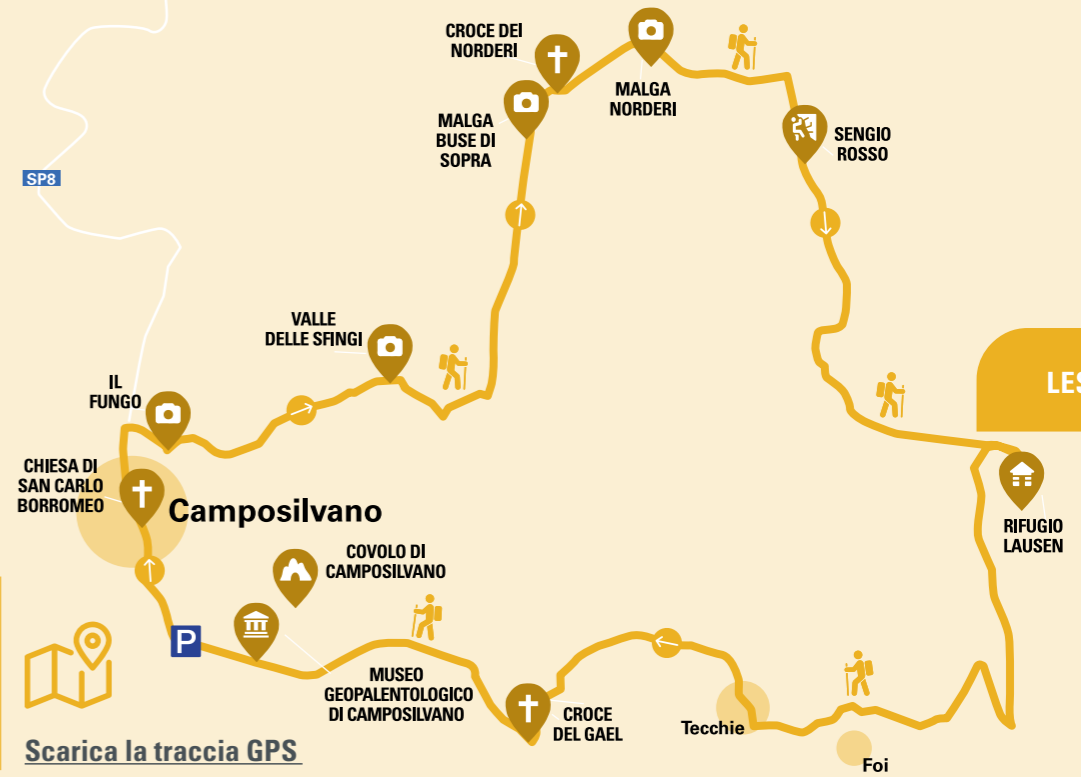 CROCE DEI
NORDERI
MALGA
NORDERI
MALGA
BUSE DI
SOPRA
SENGIO
ROSSO
SP8
VALLE
DELLE SFINGI
IL
FUNGO
LES
CHIESA DI
SAN CARLO
BORROMEO
Camposilvano
COVOLO DI
CAMPOSILVANO
RIFUGIO
LAUSEN
P
MUSEO
GEOPALENTOLOGICO
DI CAMPOSILVANO
CROCE
DEL GAEL
Tecchie
Foi
Scarica la traccia GPS